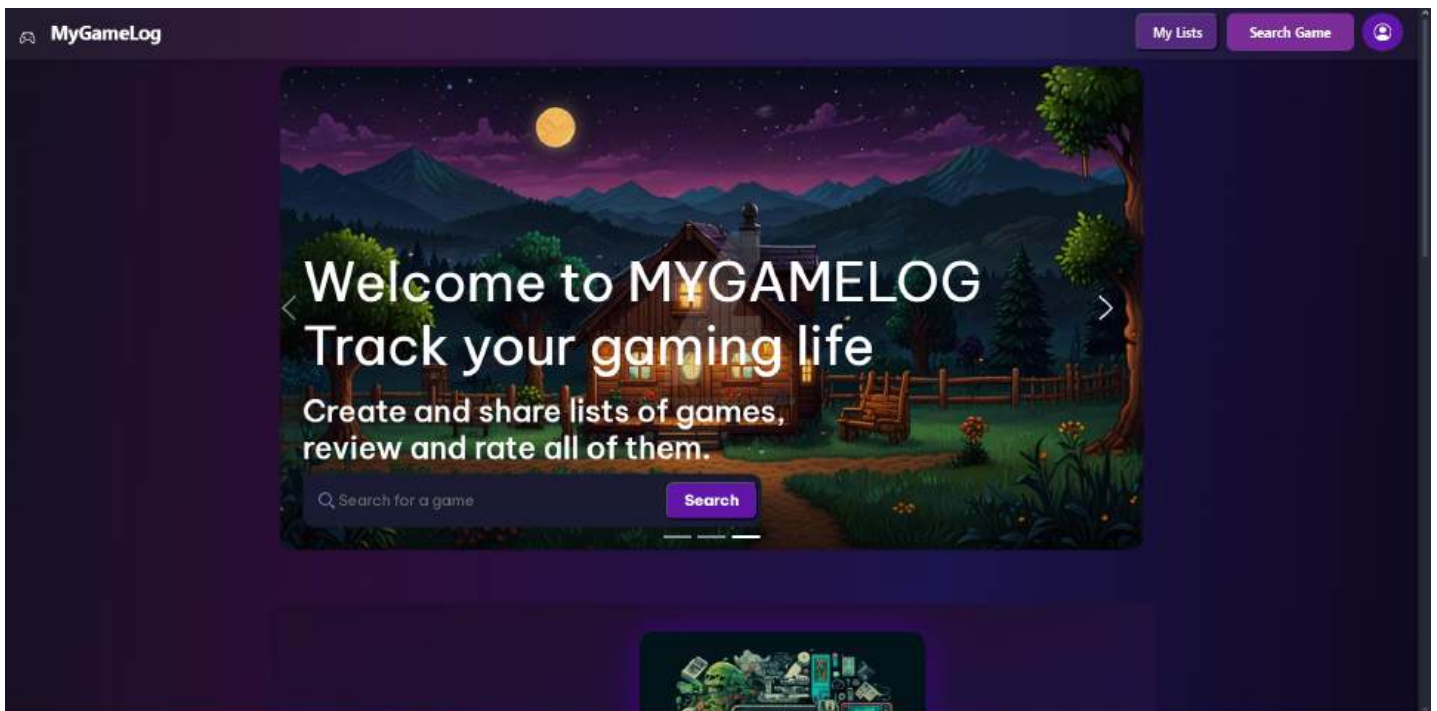 MyGameLog
My Lists
Search Game
Welcome to MYGAMELOG
Track your gaming life
Create and share lists of games,
review and rate all of them.
Search for a game
Search